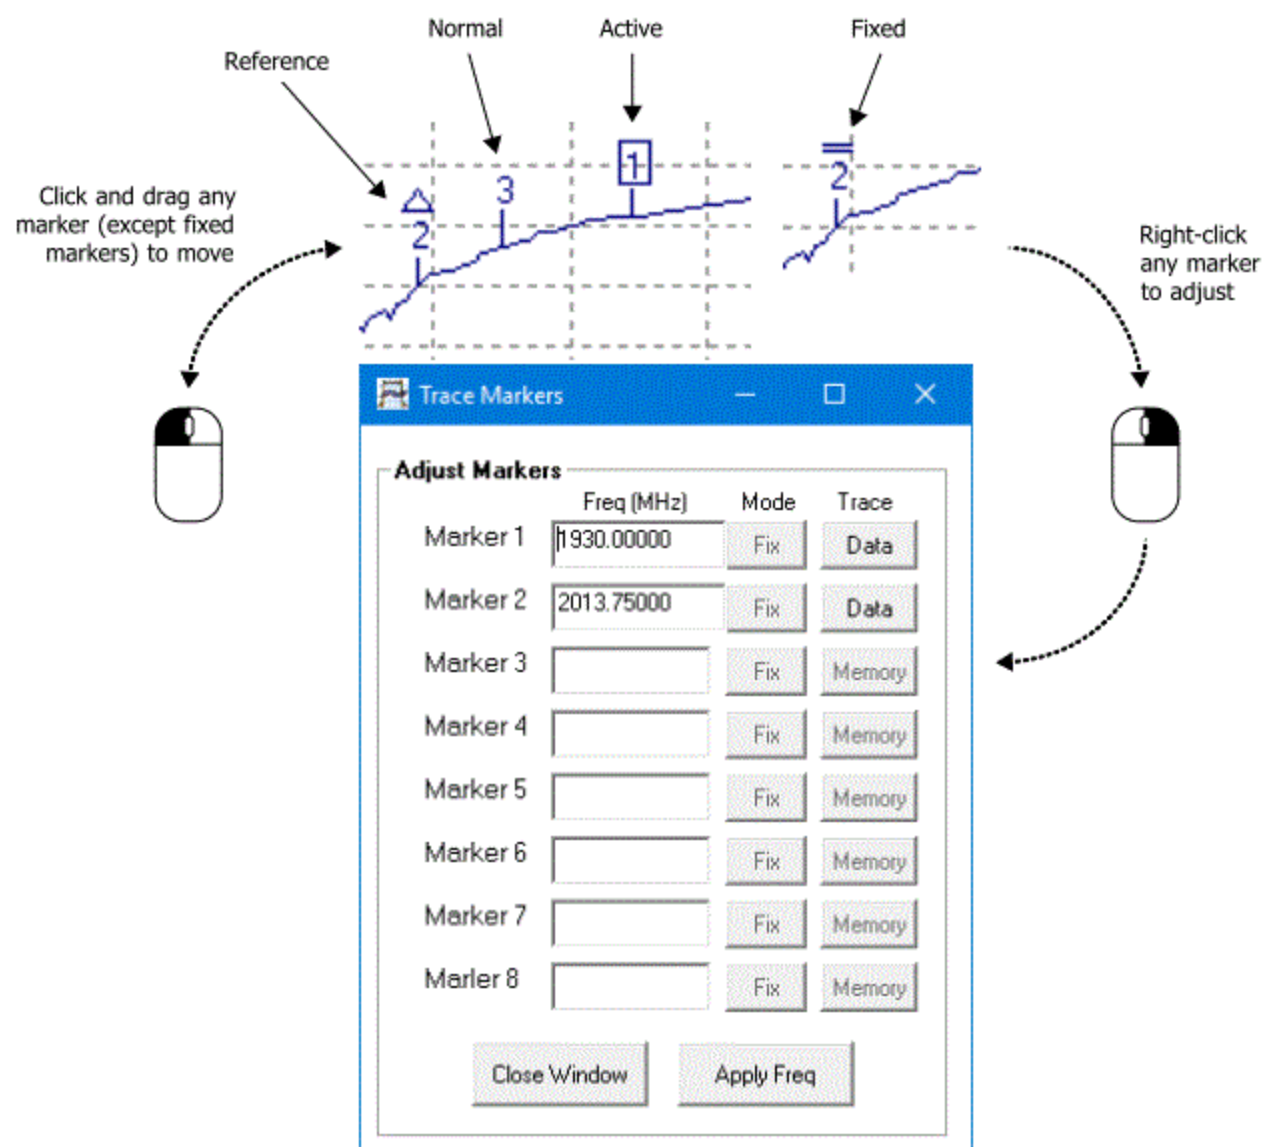 Normal
Active
Fixed
Reference
3
1
2
2
Click and drag any
marker (except fixed
markers) to move
Right-click
any marker
to adjust
Trace Markers
Adjust Markers
Freq (MHz) Mode Trace
Marker 1 1930.00000 Fix Data
Marker 2 2013.75000 Fix Data
Marker 3 Fix Memory
Marker 4 Fix Memory
Marker 5 Fix Memory
Marker 6 Fix Memory
Marker 7 Fix Memory
Marler 8 Fix Memory
Close Window Apply Freq